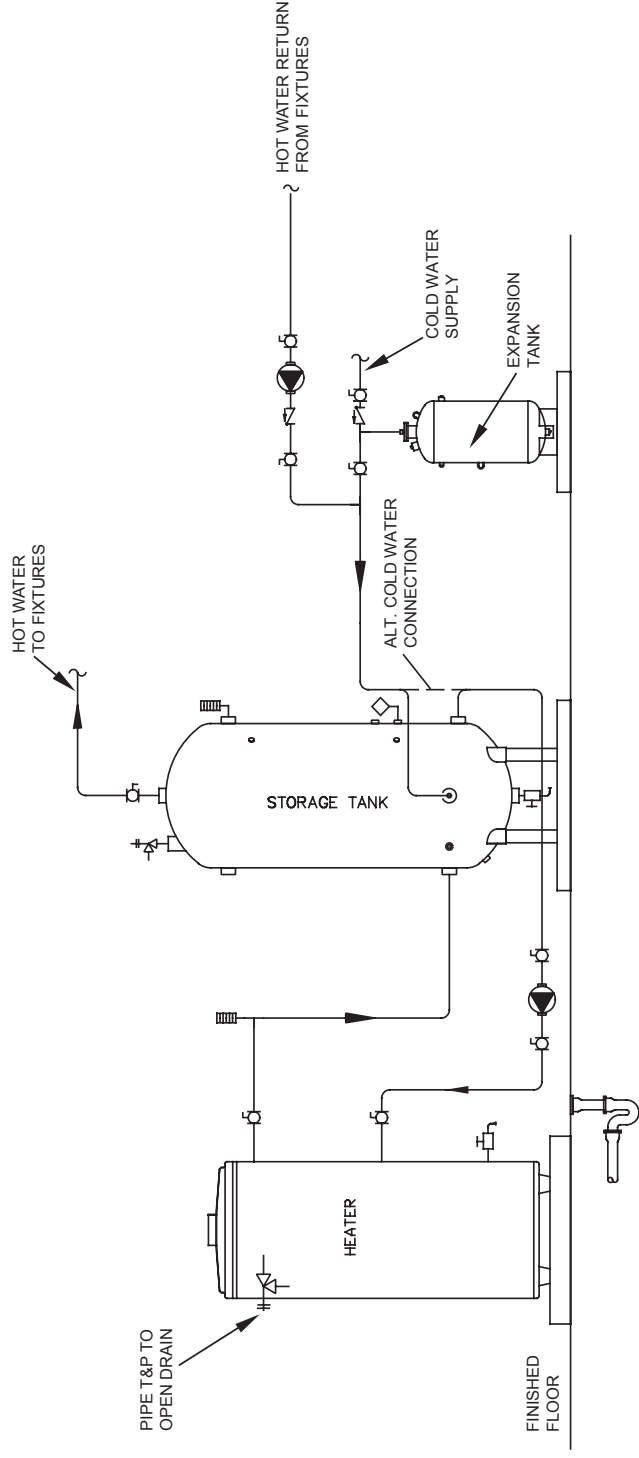 PIPE T&P TO
OPEN DRAIN
HOT WATER
TO FIXTURES
HOT WATER RETURN
FROM FIXTURES
HEATER
STORAGE TANK
ALT. COLD WATER
CONNECTION
COLD WATER
SUPPLY
EXPANSION
TANK
FINISHED
FLOOR